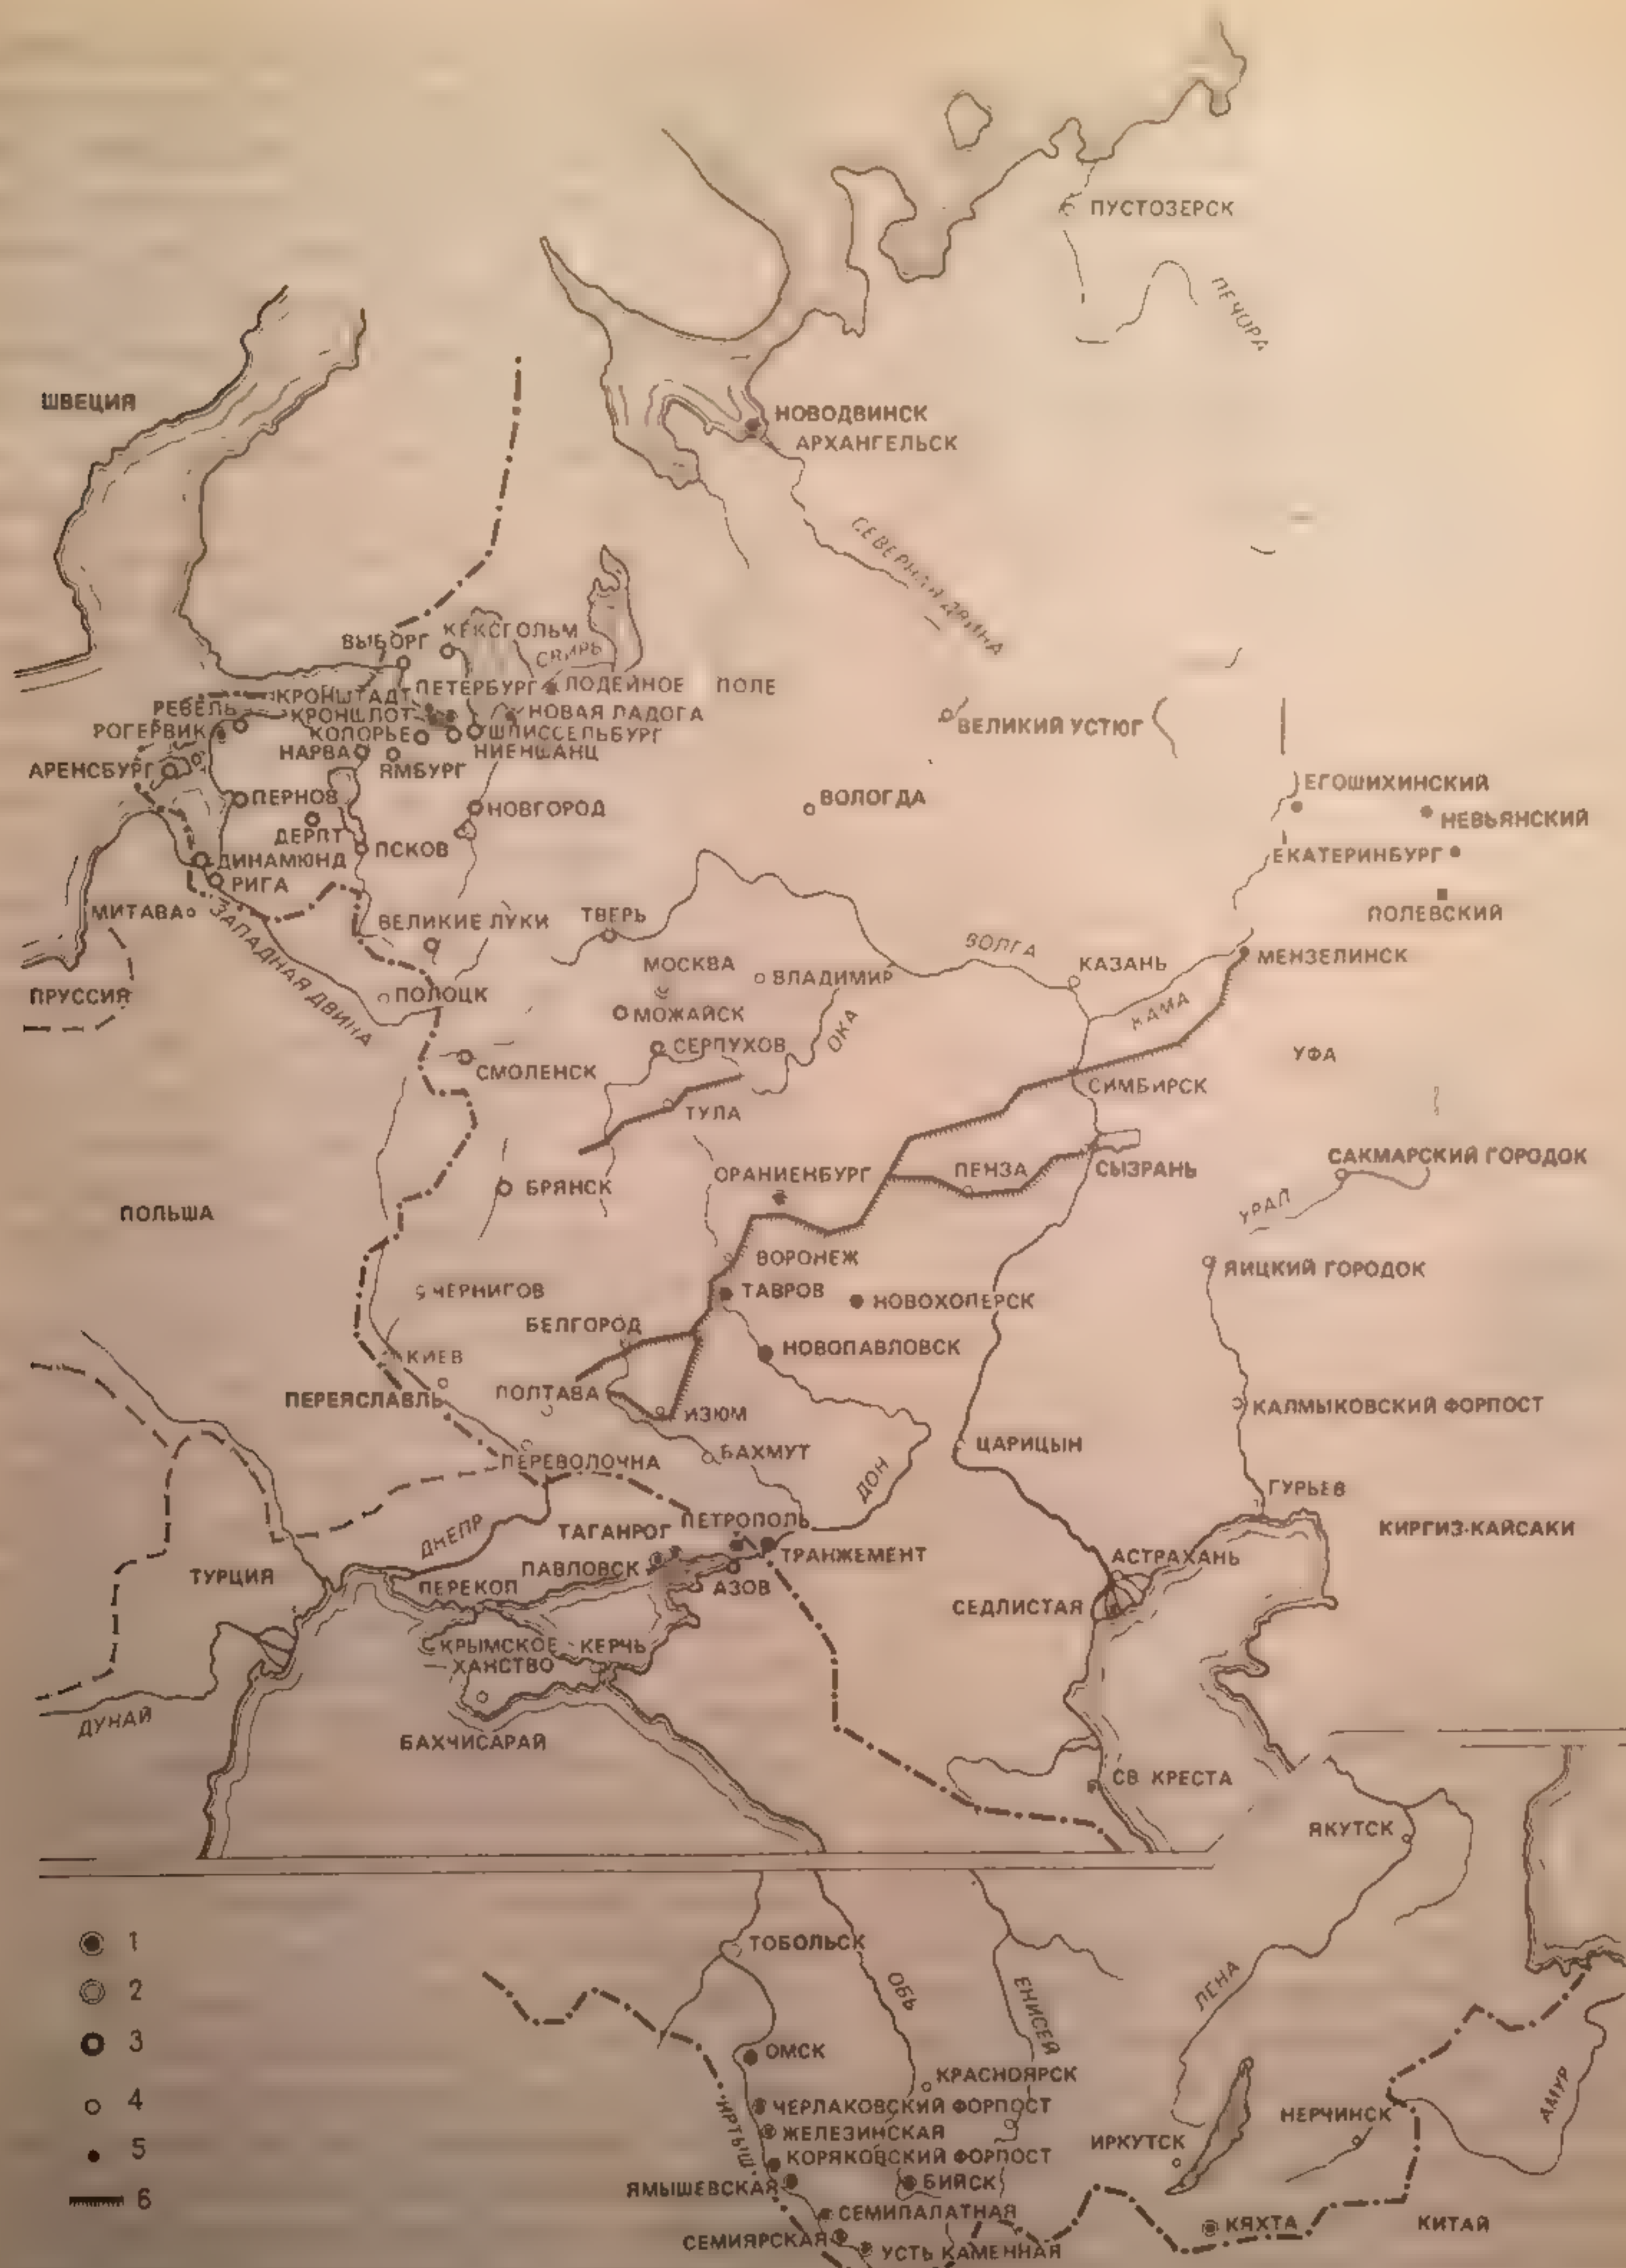 ПУСТОЗЕРСК
ПЕЧОРА
ШВЕЦИЯ
НОВОДВИНСК
АРХАНГЕЛЬСК
СЕВЕРНАЯ ДВИНА
ВЫБОРГ
КЕКСГОЛЬМ
СВИРЬ
КРОНШТАДТ
ПЕТЕРБУРГ
ЛОДЕЙНОЕ ПОЛЕ
РЕВЕЛЬ
КРОНШЛОТ
НОВАЯ ЛАДОГА
РОГЕРВИК
КОПОРЬЕ
ШЛИССЕЛЬБУРГ
ВЕЛИКИЙ УСТЮГ
НАРВА
НИЕНШАНЦ
АРЕНСБУРГ
ЯМБУРГ
ЕГОШИХИНСКИЙ
ПЕРНОВ
НОВГОРОД
ВОЛОГДА
НЕВЬЯНСКИЙ
ДЕРПТ
ПСКОВ
ЕКАТЕРИНБУРГ
ДИНАМЮНД
РИГА
МИТАВА
ЗАПАДНАЯ ДВИНА
ВЕЛИКИЕ ЛУКИ
ТВЕРЬ
ПОЛЕВСКИЙ
ВОЛГА
МОСКВА
ВЛАДИМИР
КАЗАНЬ
МЕНЗЕЛИНСК
ПРУССИЯ
ПОЛОЦК
МОЖАЙСК
ОКА
КАМА
СЕРПУХОВ
УФА
СМОЛЕНСК
СИМБИРСК
ТУЛА
САКМАРСКИЙ ГОРОДОК
ОРАНИЕНБУРГ
ПЕНЗА
СЫЗРАНЬ
БРЯНСК
ПОЛЬША
УРАЛ
ВОРОНЕЖ
ЯИЦКИЙ ГОРОДОК
ЧЕРНИГОВ
ТАВРОВ
НОВОХОПЕРСК
БЕЛГОРОД
НОВОПАВЛОВСК
КИЕВ
ПЕРЕЯСЛАВЛЬ
ПОЛТАВА
ИЗЮМ
КАЛМЫКОВСКИЙ ФОРПОСТ
БАХМУТ
ЦАРИЦЫН
ПЕРЕВОЛОЧНА
ДОН
ГУРЬЕВ
ДНЕПР
ТАГАНРОГ
ПЕТРОПОЛЬ
КИРГИЗ-КАЙСАКИ
ТУРЦИЯ
ПАВЛОВСК
ТРАНЖЕМЕНТ
АСТРАХАНЬ
ПЕРЕКОП
АЗОВ
СЕДЛИСТАЯ
КРЫМСКОЕ
ХАНСТВО
КЕРЧЬ
ДУНАЙ
БАХЧИСАРАЙ
СВ КРЕСТА
ЯКУТСК
1
2
3
4
5
6
ТОБОЛЬСК
ОБЬ
ЕНИСЕЙ
ЛЕНА
ОМСК
КРАСНОЯРСК
ИРТЫШ
ЧЕРЛАКОВСКИЙ ФОРПОСТ
ЖЕЛЕЗИНСКАЯ
НЕРЧИНСК
АМУР
ИРКУТСК
КОРЯКОВСКИЙ ФОРПОСТ
ЯМЫШЕВСКАЯ
БИЙСК
СЕМИПАЛАТНАЯ
КЯХТА
КИТАЙ
СЕМИЯРСКАЯ
УСТЬ КАМЕННАЯ